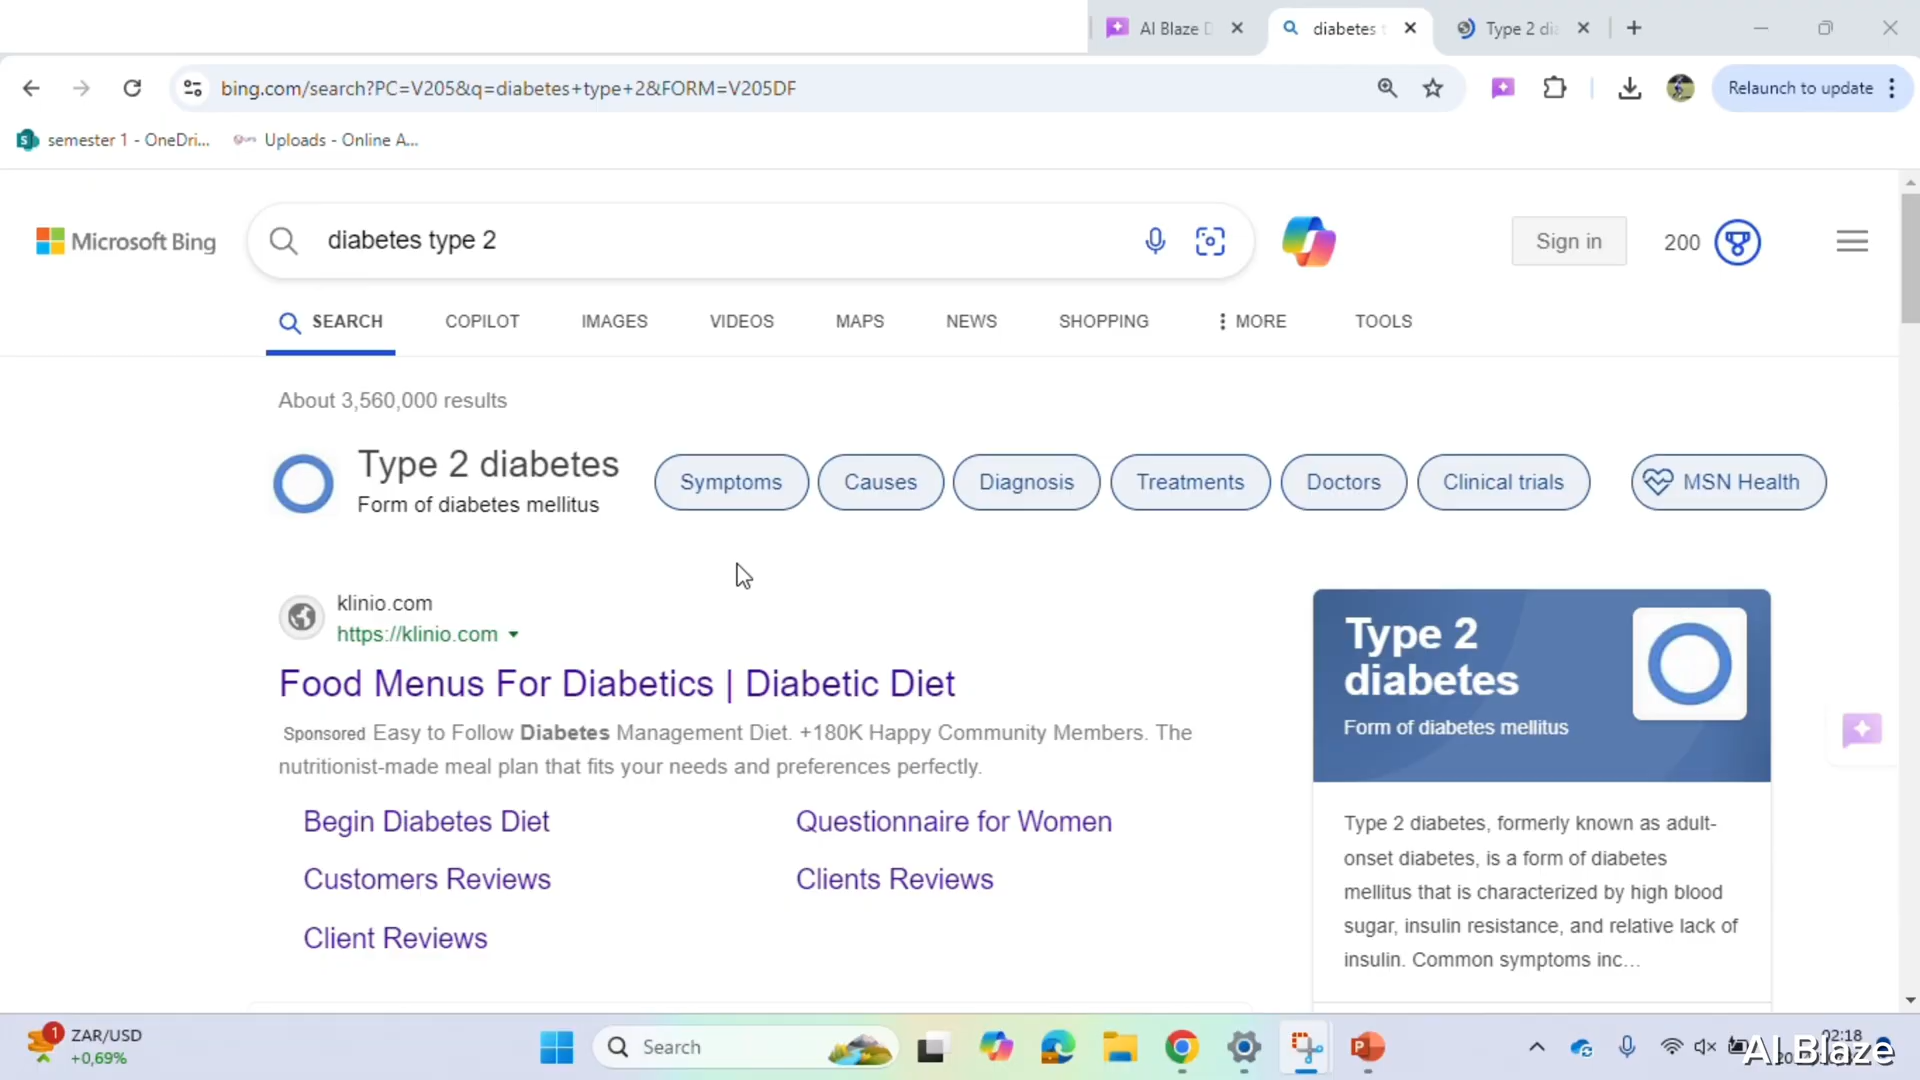 AI Blaze D
diabetes t
Type 2 dia
bing.com/search?PC=V205&q=diabetes+type+2&FORM=V205DF
Relaunch to update
semester 1 - OneDri...
Uploads - Online A...
Microsoft Bing
diabetes type 2
Sign in
200
SEARCH
COPILOT
IMAGES
VIDEOS
MAPS
NEWS
SHOPPING
MORE
TOOLS
About 3,560,000 results
Type 2 diabetes
Form of diabetes mellitus
Symptoms
Causes
Diagnosis
Treatments
Doctors
Clinical trials
MSN Health
klinio.com
https://klinio.com
Food Menus For Diabetics | Diabetic Diet
Sponsored Easy to Follow Diabetes Management Diet. +180K Happy Community Members. The
nutritionist-made meal plan that fits your needs and preferences perfectly.
Begin Diabetes Diet
Questionnaire for Women
Customers Reviews
Clients Reviews
Client Reviews
Type 2
diabetes
Form of diabetes mellitus
Type 2 diabetes, formerly known as adult-
onset diabetes, is a form of diabetes
mellitus that is characterized by high blood
sugar, insulin resistance, and relative lack of
insulin. Common symptoms inc...
1
ZAR/USD
+0,69%
Search
02:18
AI Blaze